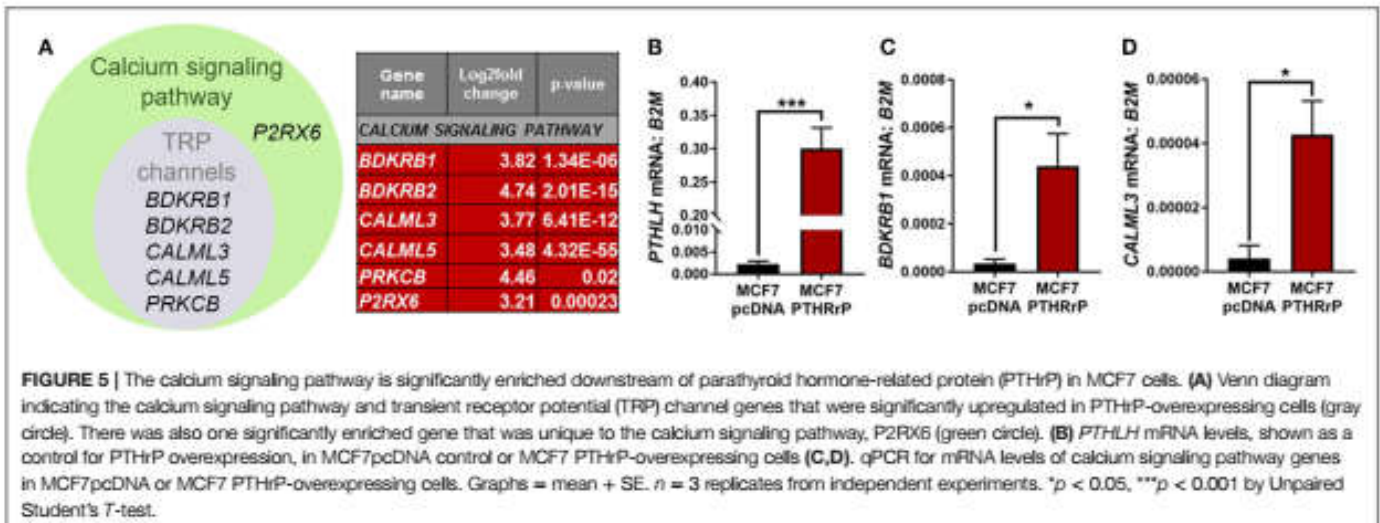 A
Calcium signaling
pathway
P2RX6
TRP
channels
BDKRB1
BDKRB2
CALML3
CALML5
PRKCB
Gene name Log2fold change p.value
CALCIUM SIGNALING PATHWAY
BDKRB1 3.82 1.34E-06
BDKRB2 4.74 2.01E-15
CALML3 3.77 6.41E-12
CALML5 3.48 4.32E-55
PRKCB 4.46 0.02
P2RX6 3.21 0.00023
B
PTHLH mRNA: B2M
0.40
0.35
0.30
0.25
0.20
0.010
0.005
0.000
***
MCF7 MCF7
pcDNA PTHRrP
C
BDKRB1 mRNA: B2M
0.0008
0.0006
0.0004
0.0002
0.0000
*
MCF7 MCF7
pcDNA PTHRrP
D
CALML3 mRNA: B2M
0.00006
0.00004
0.00002
0.00000
*
MCF7 MCF7
pcDNA PTHRrP
FIGURE 5 | The calcium signaling pathway is significantly enriched downstream of parathyroid hormone-related protein (PTHrP) in MCF7 cells. (A) Venn diagram
indicating the calcium signaling pathway and transient receptor potential (TRP) channel genes that were significantly upregulated in PTHrP-overexpressing cells (gray
circle). There was also one significantly enriched gene that was unique to the calcium signaling pathway, P2RX6 (green circle). (B) PTHLH mRNA levels, shown as a
control for PTHrP overexpression, in MCF7pcDNA control or MCF7 PTHrP-overexpressing cells (C,D). qPCR for mRNA levels of calcium signaling pathway genes
in MCF7pcDNA or MCF7 PTHrP-overexpressing cells. Graphs = mean + SE. n = 3 replicates from independent experiments. *p < 0.05, ***p < 0.001 by Unpaired
Student's T-test.